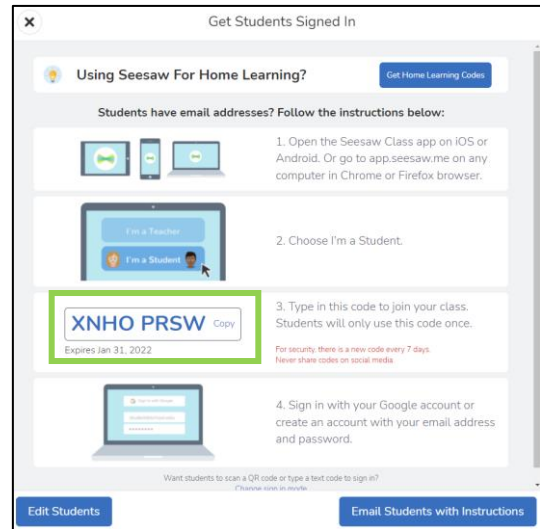 Get Students Signed In
Using Seesaw For Home Learning?
Get Home Learning Codes
Students have email addresses? Follow the instructions below:
1. Open the Seesaw Class app on iOS or
Android. Or go to app.seesaw.me on any
computer in Chrome or Firefox browser.
I'm a Teacher
I'm a Student
2. Choose I'm a Student.
XNHO PRSW Copy
Expires Jan 31, 2022
3. Type in this code to join your class.
Students will only use this code once.
For security, there is a new code every 7 days.
Never share codes on social media.
Sign in with Google
4. Sign in with your Google account or
create an account with your email address
and password.
Want students to scan a QR code or type a text code to sign in?
Change sign in mode
Edit Students
Email Students with Instructions